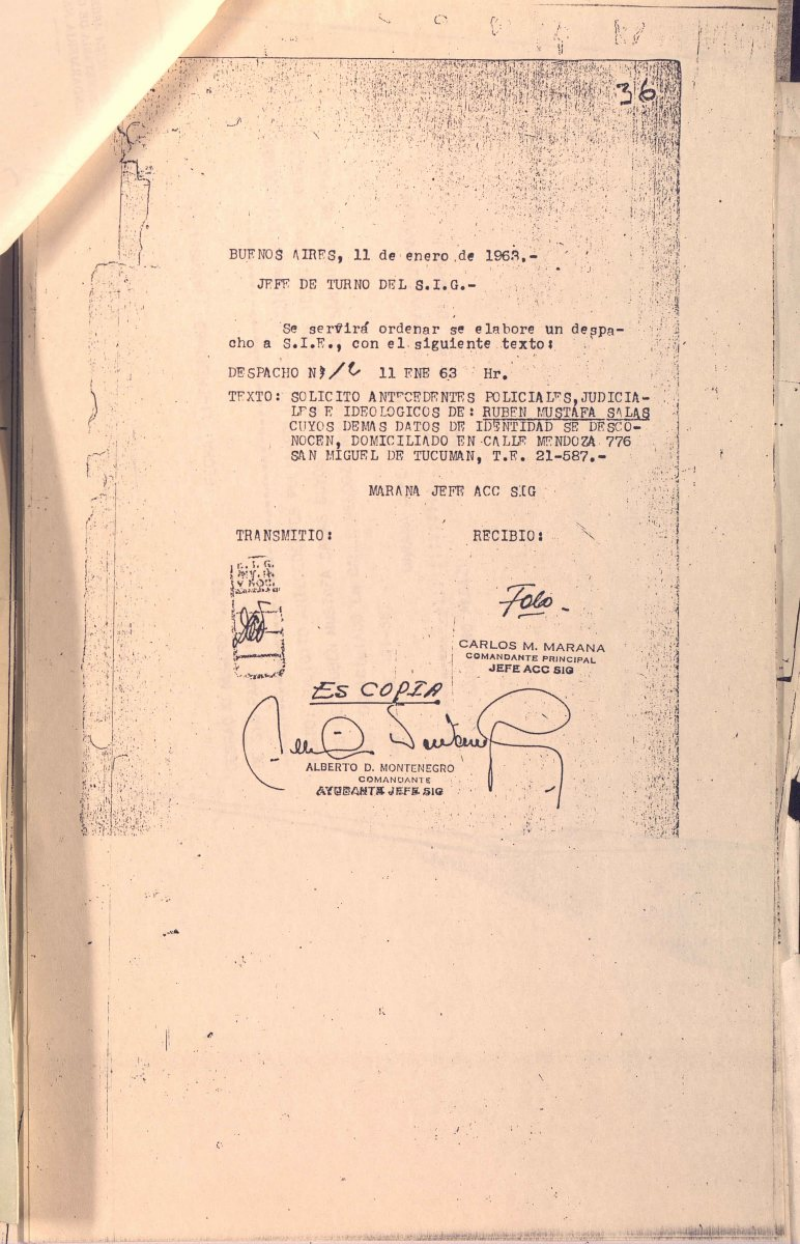 36
BUENOS AIRES, 11 de enero de 1963.-
JEFE DE TURNO DEL S.I.G.-
Se servirá ordenar se elabore un despa-
cho a S.I.E., con el siguiente texto:
DESPACHO 11 ENE 63 Hr.
TEXTO: SOLICITO ANTECEDENTES POLICIALES,JUDICIA-
LES E IDEOLOGICOS DE: RUBEN MUSTAFA SALAS
CUYOS DEMAS DATOS DE IDENTIDAD SE DESCO-
NOCEN, DOMICILIADO EN CALLE MENDOZA 776
SAN MIGUEL DE TUCUMAN, T.E. 21-587.-
MARANA JEFE ACC SIG
TRANSMITIO: RECIBIO:
CARLOS M. MARANA
COMANDANTE PRINCIPAL
JEFE ACC SIG
ES COPIA
ALBERTO D. MONTENEGRO
COMANDANTE
AYUDANTE JEFE SIG